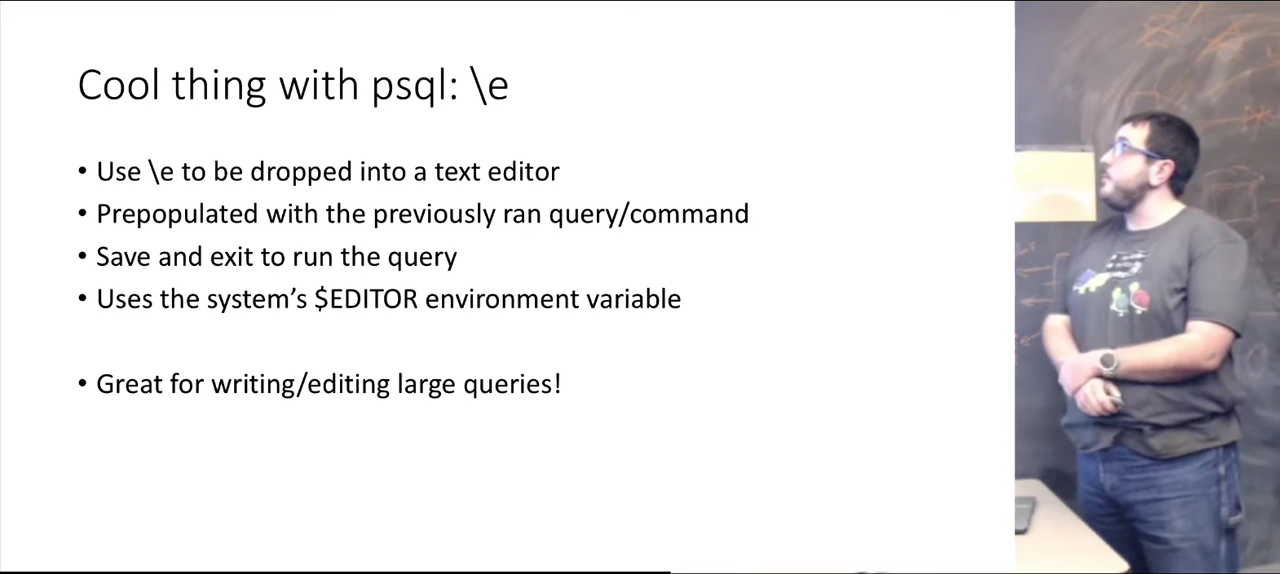 Cool thing with psql: \e
• Use \e to be dropped into a text editor
• Prepopulated with the previously ran query/command
• Save and exit to run the query
• Uses the system’s $EDITOR environment variable
• Great for writing/editing large queries!